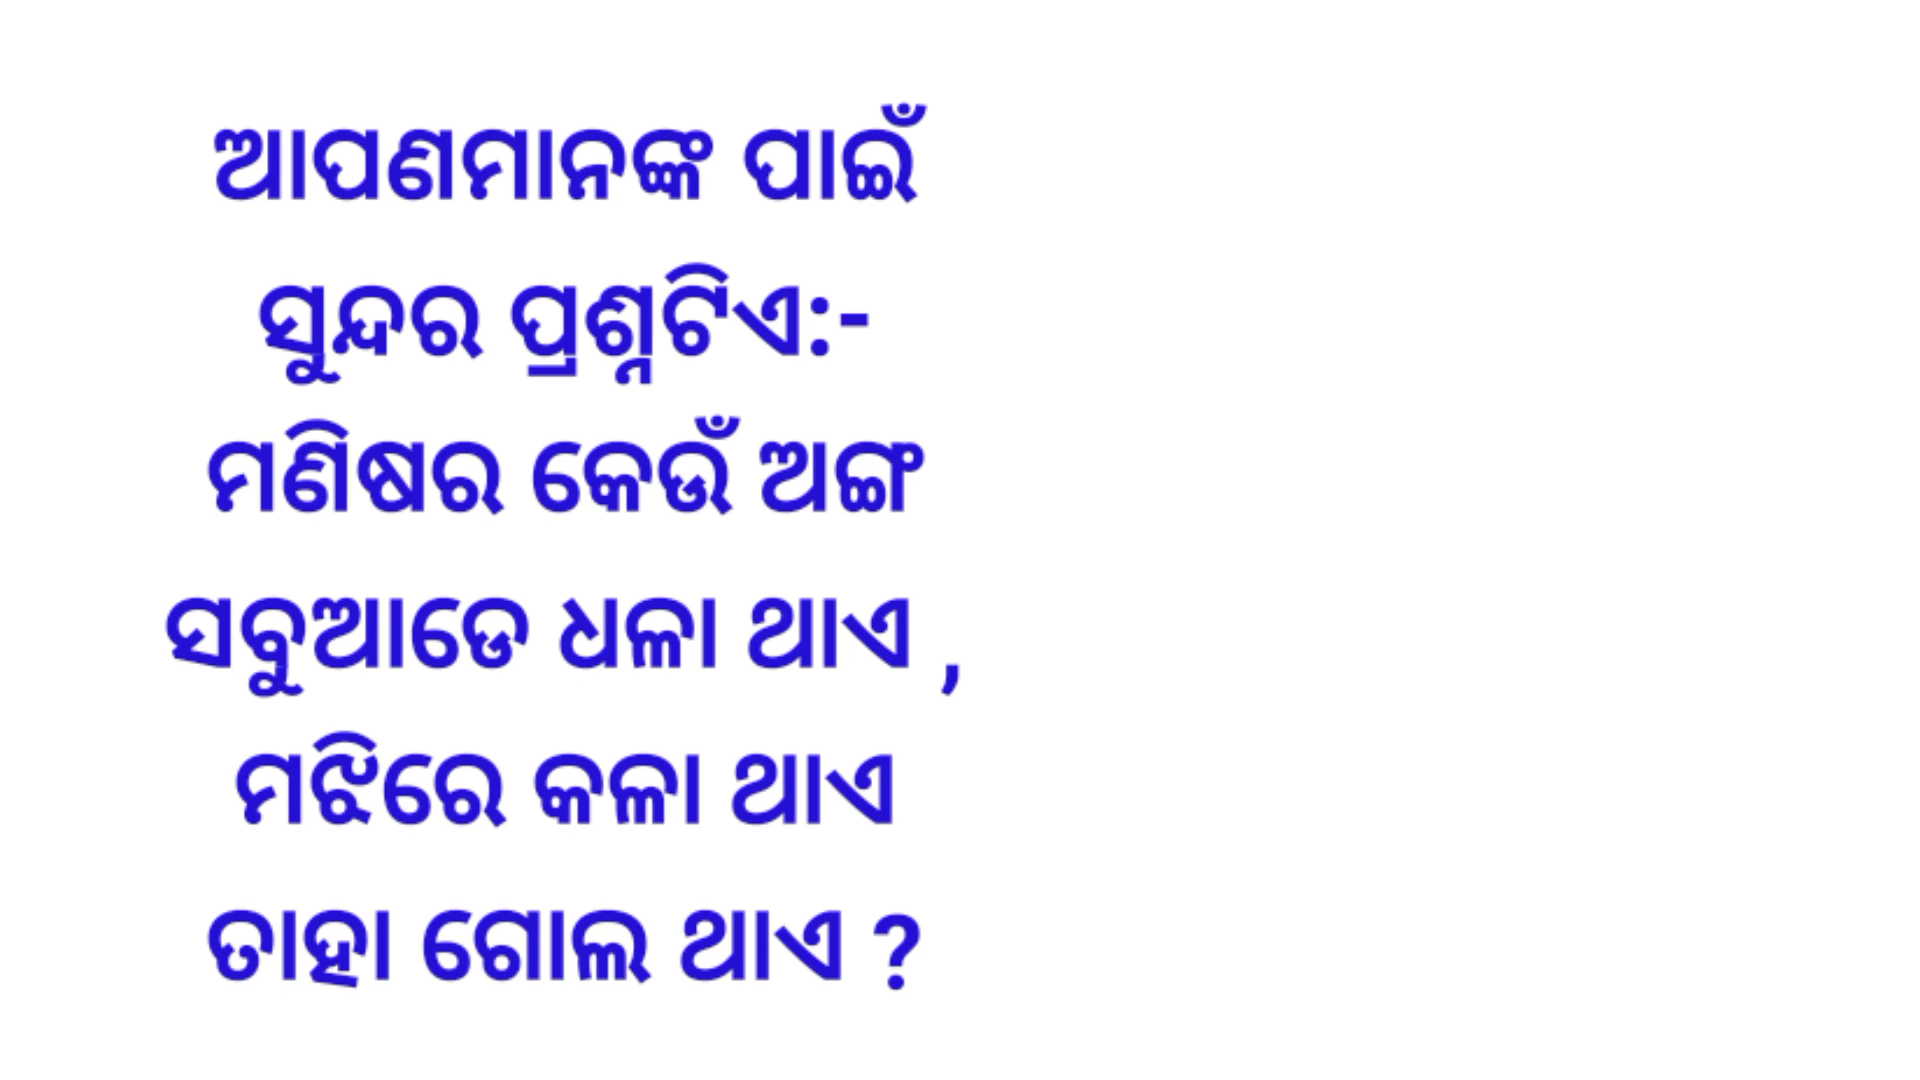 ଆପଣମାନଙ୍କ ପାଇଁ
ସୁନ୍ଦର ପ୍ରଶ୍ନଟିଏ:-
ମଣିଷର କେଉଁ ଅଙ୍ଗ
ସବୁଆଡେ ଧଳା ଥାଏ ,
ମଝିରେ କଳା ଥାଏ
ତାହା ଗୋଲ ଥାଏ ?